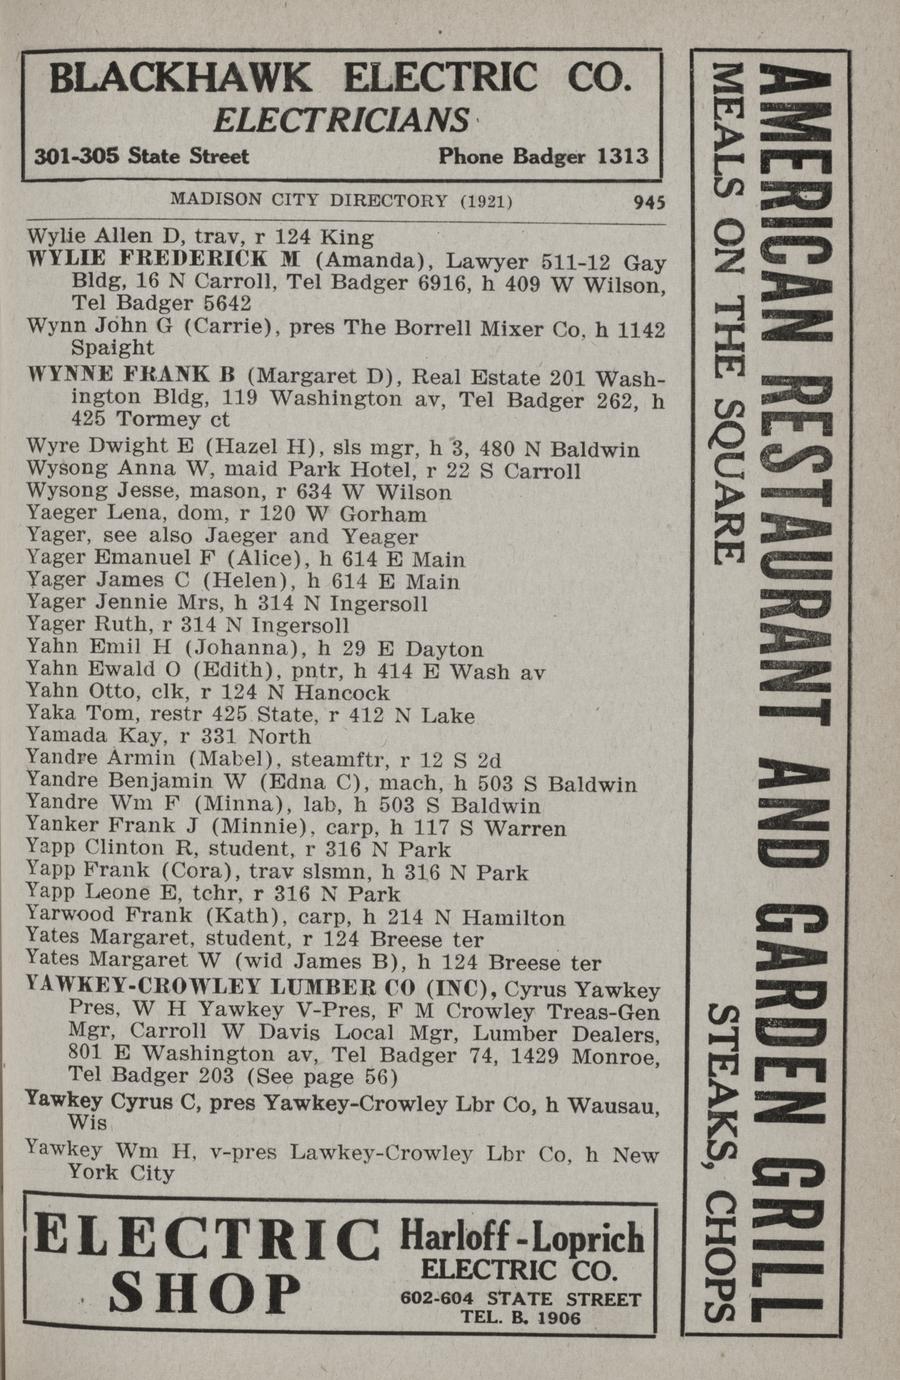 BLACKHAWK ELECTRIC CO.
ELECTRICIANS
301-305 State Street Phone Badger 1313
MADISON CITY DIRECTORY (1921) 945
Wylie Allen D, trav, r 124 King
WYLIE FREDERICK M (Amanda), Lawyer 511-12 Gay
Bldg, 16 N Carroll, Tel Badger 6916, h 409 W Wilson,
Tel Badger 5642
Wynn John G (Carrie), pres The Borrell Mixer Co, h 1142
Spaight
WYNNE FRANK B (Margaret D), Real Estate 201 Wash-
ington Bldg, 119 Washington av, Tel Badger 262, h
425 Tormey ct
Wyre Dwight E (Hazel H), sls mgr, h 3, 480 N Baldwin
Wysong Anna W, maid Park Hotel, r 22 S Carroll
Wysong Jesse, mason, r 634 W Wilson
Yaeger Lena, dom, r 120 W Gorham
Yager, see also Jaeger and Yeager
Yager Emanuel F (Alice), h 614 E Main
Yager James C (Helen), h 614 E Main
Yager Jennie Mrs, h 314 N Ingersoll
Yager Ruth, r 314 N Ingersoll
Yahn Emil H (Johanna), h 29 E Dayton
Yahn Ewald O (Edith), pntr, h 414 E Wash av
Yahn Otto, clk, r 124 N Hancock
Yaka Tom, restr 425 State, r 412 N Lake
Yamada Kay, r 331 North
Yandre Armin (Mabel), steamftr, r 12 S 2d
Yandre Benjamin W (Edna C), mach, h 503 S Baldwin
Yandre Wm F (Minna), lab, h 503 S Baldwin
Yanker Frank J (Minnie), carp, h 117 S Warren
Yapp Clinton R, student, r 316 N Park
Yapp Frank (Cora), trav slsmn, h 316 N Park
Yapp Leone E, tchr, r 316 N Park
Yarwood Frank (Kath), carp, h 214 N Hamilton
Yates Margaret, student, r 124 Breese ter
Yates Margaret W (wid James B), h 124 Breese ter
YAWKEY-CROWLEY LUMBER CO (INC), Cyrus Yawkey
Pres, W H Yawkey V-Pres, F M Crowley Treas-Gen
Mgr, Carroll W Davis Local Mgr, Lumber Dealers,
801 E Washington av, Tel Badger 74, 1429 Monroe,
Tel Badger 203 (See page 56)
Yawkey Cyrus C, pres Yawkey-Crowley Lbr Co, h Wausau,
Wis
Yawkey Wm H, v-pres Lawkey-Crowley Lbr Co, h New
York City
ELECTRIC
SHOP
Harloff-Loprich
ELECTRIC CO.
602-604 STATE STREET
TEL. B. 1906
AMERICAN RESTAURANT AND GARDEN GRILL
MEALS ON THE SQUARE STEAKS, CHOPS